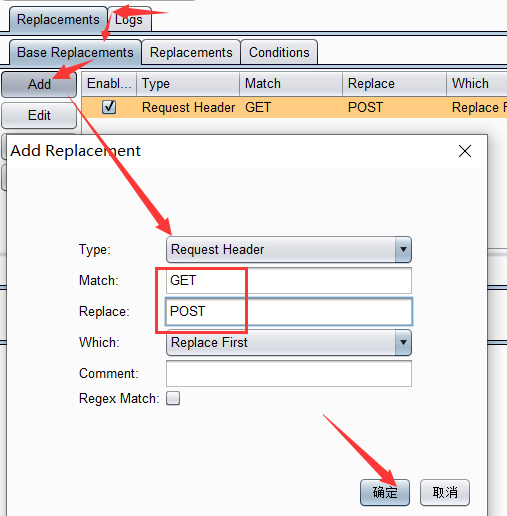 Replacements Logs
Base Replacements Replacements Conditions
Add Enabl... Type Match Replace Which
Request Header GET POST Replace F
Edit
Add Replacement
Type: Request Header
Match: GET
Replace: POST
Which: Replace First
Comment:
Regex Match:
确定 取消